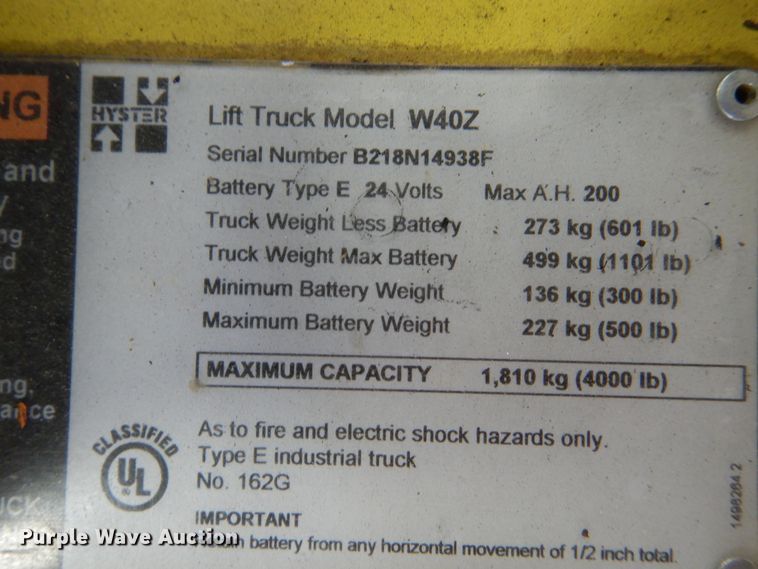 NG
and
y
ng
d
ng,
ance
UCK
HYSTER
Lift Truck Model W40Z
Serial Number B218N14938F
Battery Type E 24 Volts Max A.H. 200
Truck Weight Less Battery 273 kg (601 lb)
Truck Weight Max Battery 499 kg (1101 lb)
Minimum Battery Weight 136 kg (300 lb)
Maximum Battery Weight 227 kg (500 lb)
MAXIMUM CAPACITY 1,810 kg (4000 lb)
CLASSIFIED
UL
As to fire and electric shock hazards only.
Type E industrial truck
No. 162G
IMPORTANT
battery from any horizontal movement of 1/2 inch total.
1498264 2
Purple Wave Auction